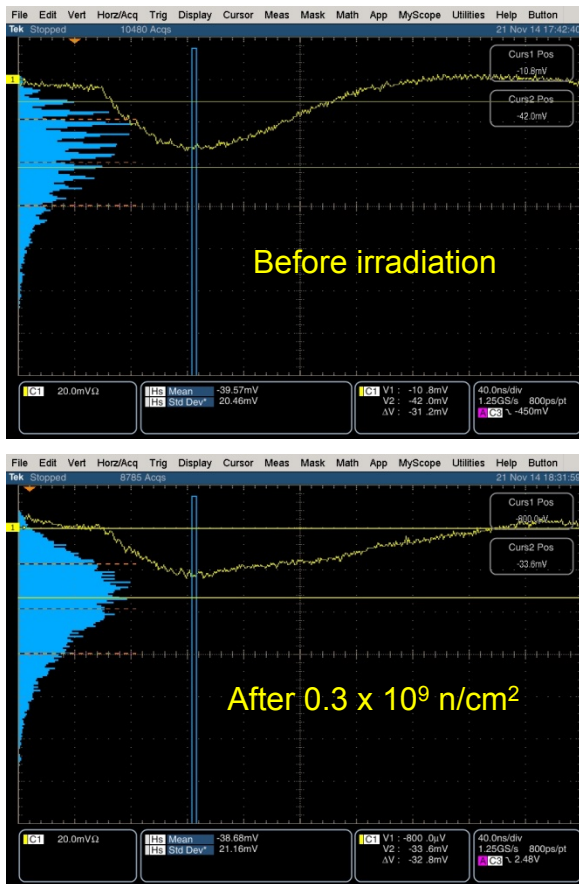 File Edit Vert Horz/Acq Trig Display Cursor Meas Mask Math App MyScope Utilities Help Button
Tek Stopped 10480 Acqs 21 Nov 14 17:42:40
Curs1 Pos
-10.8mV
1
Curs2 Pos
-42.0mV
Before irradiation
C1 20.0mVΩ
Hs Mean -39.57mV
Hs Std Dev* 20.46mV
C1 V1 : -10 .8mV
V2 : -42 .0mV
ΔV : -31 .2mV
40.0ns/div
1.25GS/s 800ps/pt
A C3 -450mV
File Edit Vert Horz/Acq Trig Display Cursor Meas Mask Math App MyScope Utilities Help Button
Tek Stopped 8785 Acqs 21 Nov 14 18:31:59
Curs1 Pos
-800.0uV
1
Curs2 Pos
-33.6mV
After 0.3 x 10⁹ n/cm²
C1 20.0mVΩ
Hs Mean -38.68mV
Hs Std Dev* 21.16mV
C1 V1 : -800 .0µV
V2 : -33 .6mV
ΔV : -32 .8mV
40.0ns/div
1.25GS/s 800ps/pt
A C3 2.48V